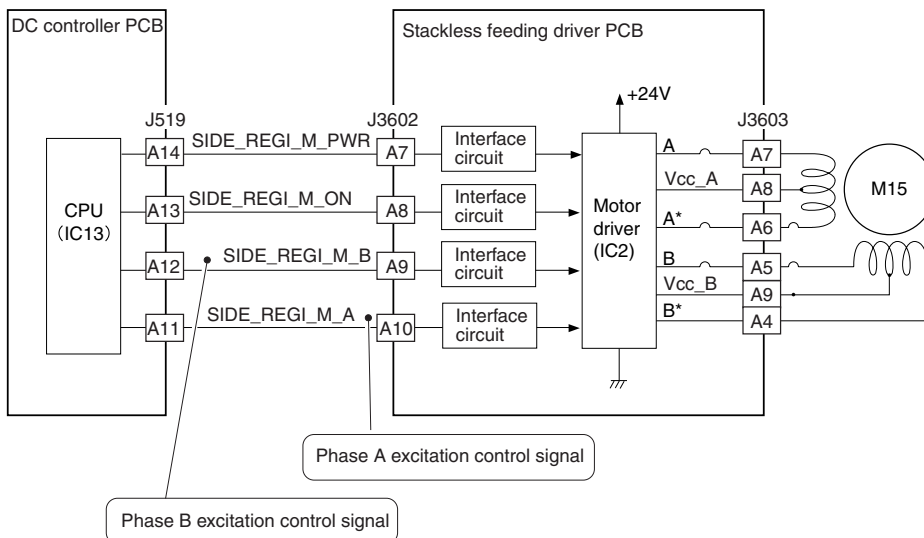 DC controller PCB
Stackless feeding driver PCB
+24V
J519
J3602
J3603
A14
SIDE_REGI_M_PWR
A7
Interface
circuit
A
A7
CPU
(IC13)
A13
SIDE_REGI_M_ON
A8
Interface
circuit
Motor
driver
(IC2)
Vcc_A
A8
M15
A*
A6
A12
SIDE_REGI_M_B
A9
Interface
circuit
B
A5
Vcc_B
A9
A11
SIDE_REGI_M_A
A10
Interface
circuit
B*
A4
Phase A excitation control signal
Phase B excitation control signal